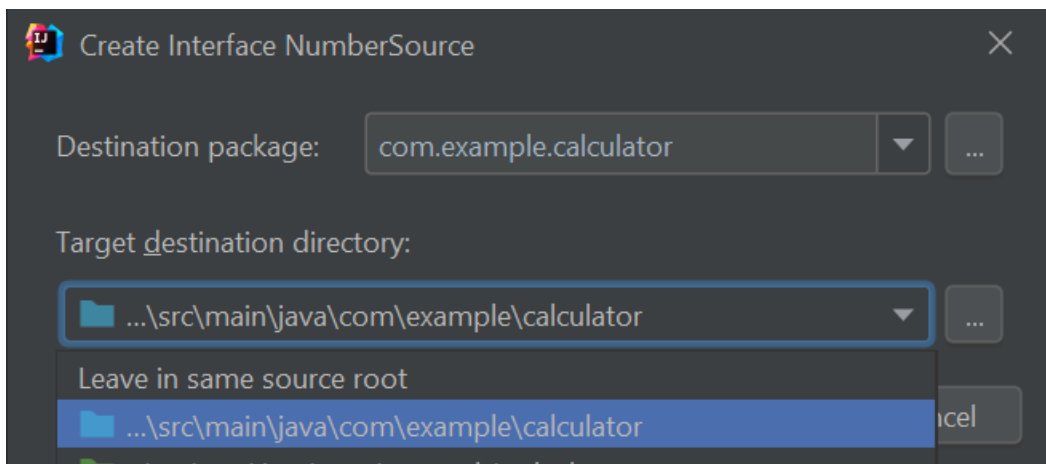 Create Interface NumberSource
Destination package: com.example.calculator ...
Target destination directory:
...\src\main\java\com\example\calculator ...
Leave in same source root
...\src\main\java\com\example\calculator
ncel